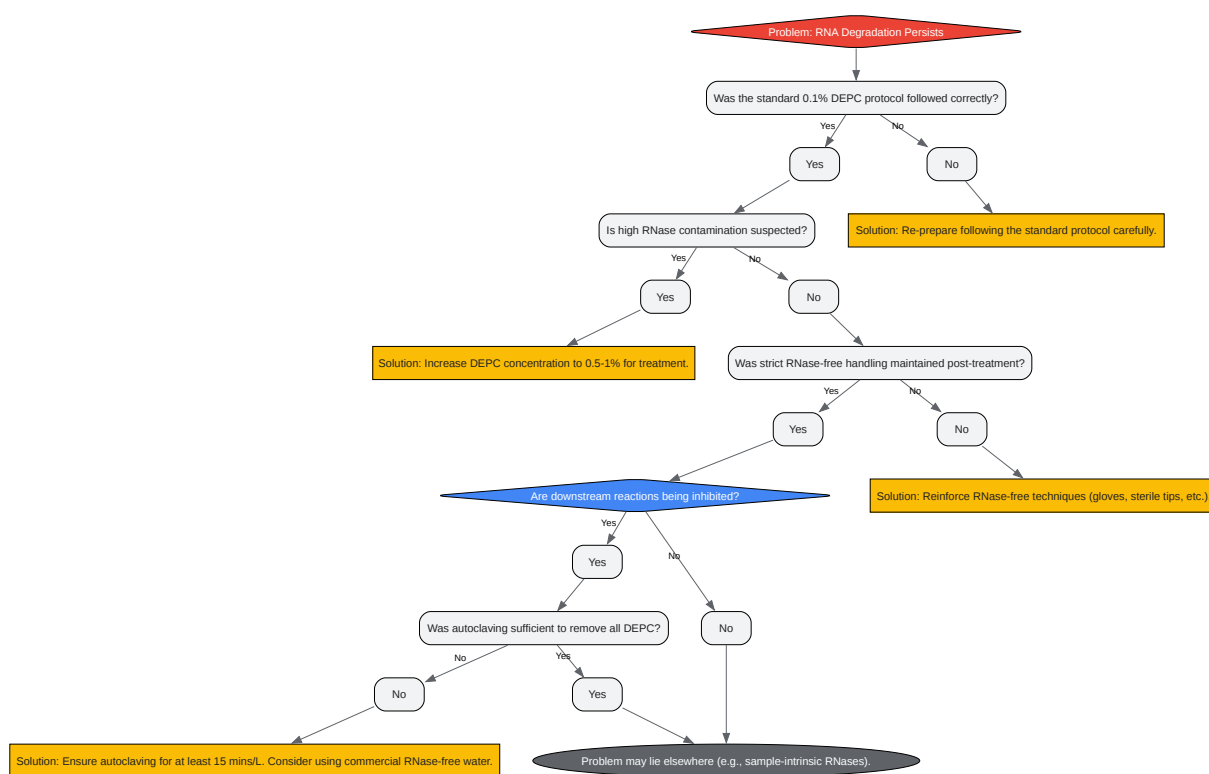 Problem: RNA Degradation Persists
Was the standard 0.1% DEPC protocol followed correctly?
Yes
No
Yes
No
Is high RNase contamination suspected?
Solution: Re-prepare following the standard protocol carefully.
Yes
No
Yes
No
Solution: Increase DEPC concentration to 0.5-1% for treatment.
Was strict RNase-free handling maintained post-treatment?
Yes
No
Yes
No
Are downstream reactions being inhibited?
Solution: Reinforce RNase-free techniques (gloves, sterile tips, etc.)
Yes
No
Yes
Was autoclaving sufficient to remove all DEPC?
No
No
Yes
No
Yes
Solution: Ensure autoclaving for at least 15 mins/L. Consider using commercial RNase-free water.
Problem may lie elsewhere (e.g., sample-intrinsic RNases).